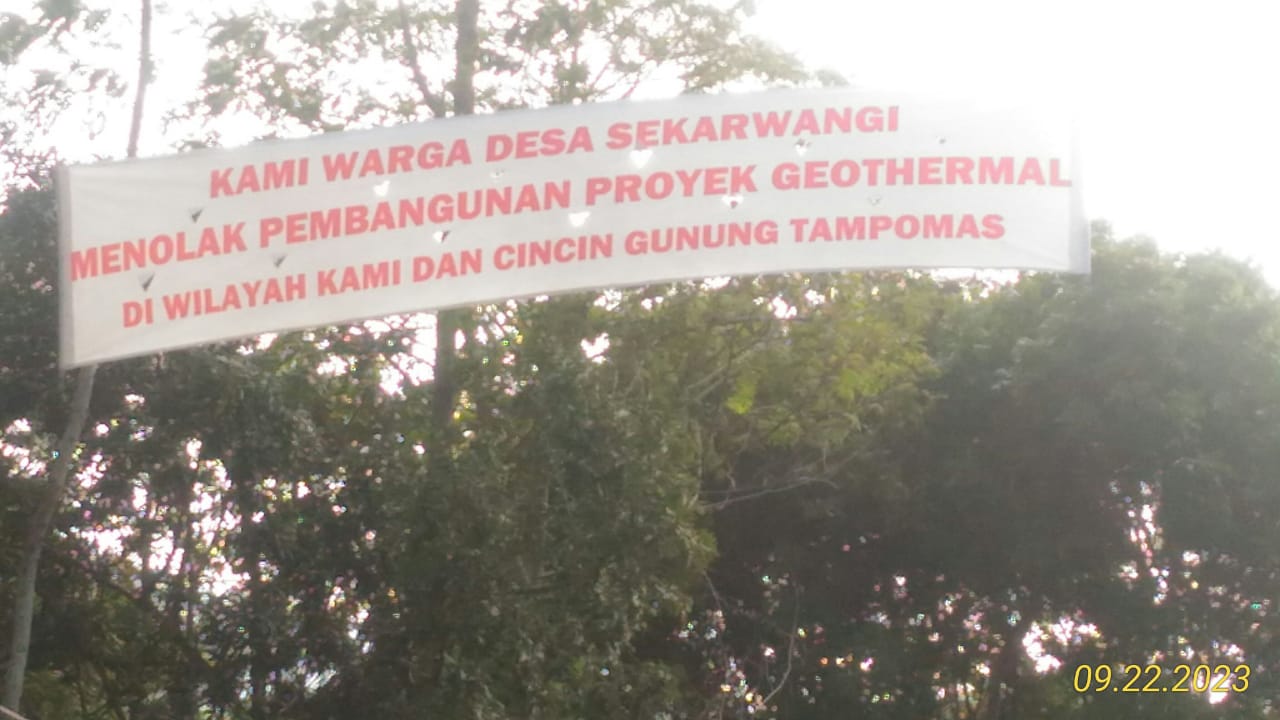 KAMI WARGA DESA SEKARWANGI
MENOLAK PEMBANGUNAN PROYEK GEOTHERMAL
DI WILAYAH KAMI DAN CINCIN GUNUNG TAMPOMAS
09.22.2023